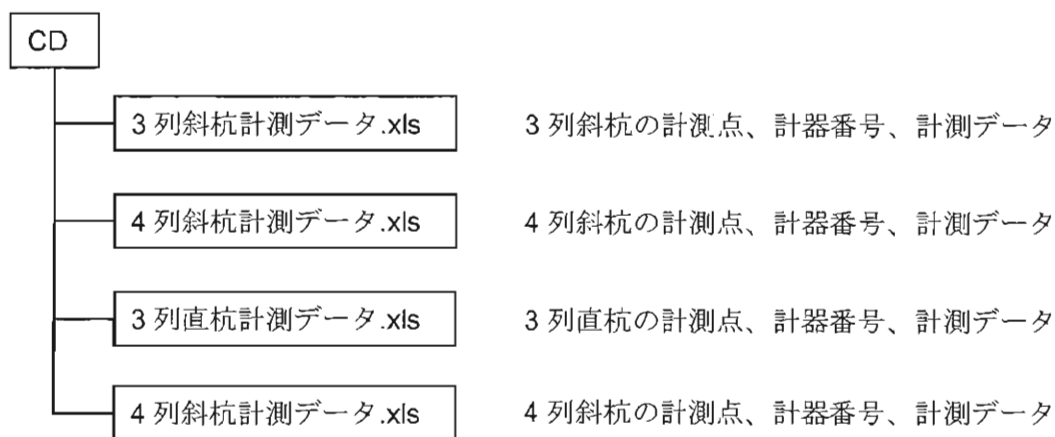 CD
3列斜杭計測データ.xls 3列斜杭の計測点、計器番号、計測データ
4列斜杭計測データ.xls 4列斜杭の計測点、計器番号、計測データ
3列直杭計測データ.xls 3列直杭の計測点、計器番号、計測データ
4列斜杭計測データ.xls 4列斜杭の計測点、計器番号、計測データ